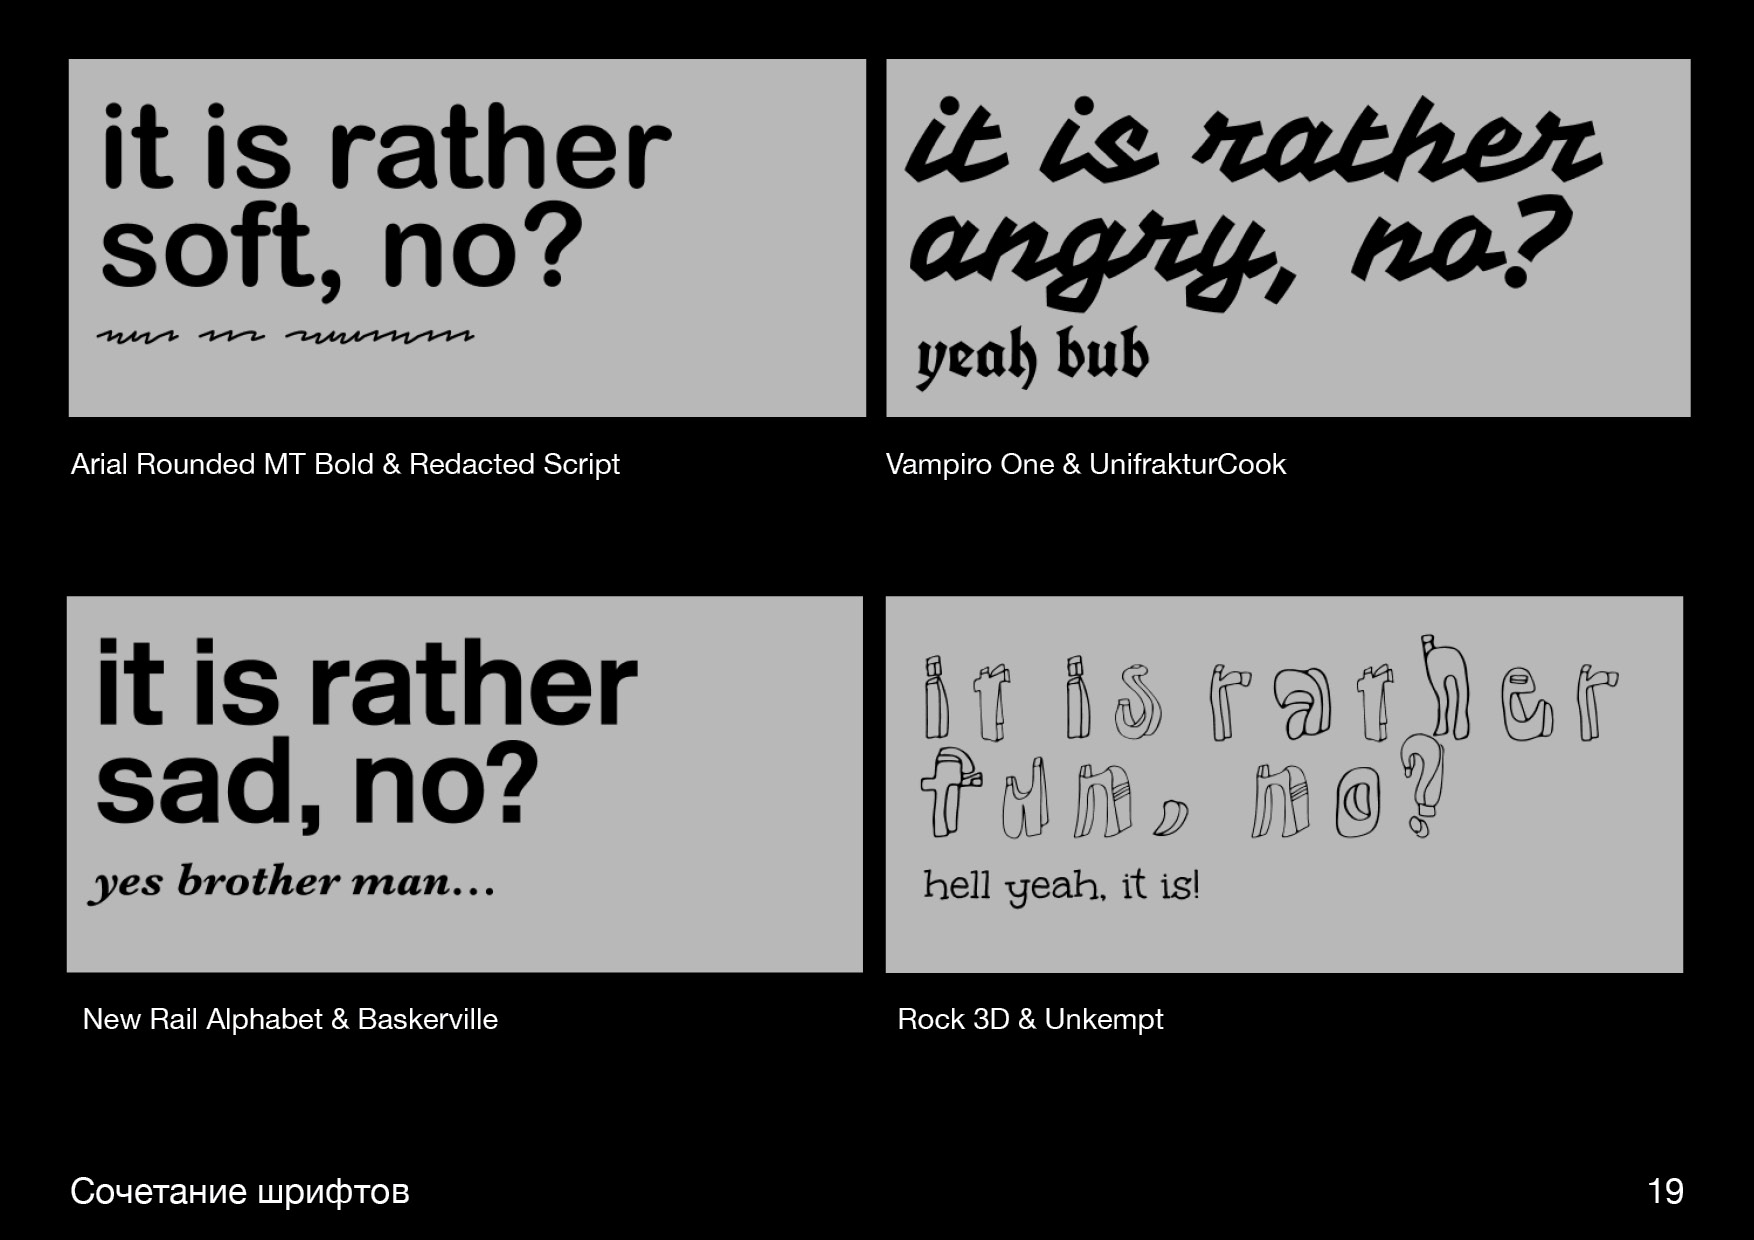 it is rather
soft, no?
Arial Rounded MT Bold & Redacted Script
it is rather
angry, no?
yeah bub
Vampiro One & UnifrakturCook
it is rather
sad, no?
yes brother man...
New Rail Alphabet & Baskerville
it is rather
fun, no?
hell yeah, it is!
Rock 3D & Unkempt
Сочетание шрифтов
19